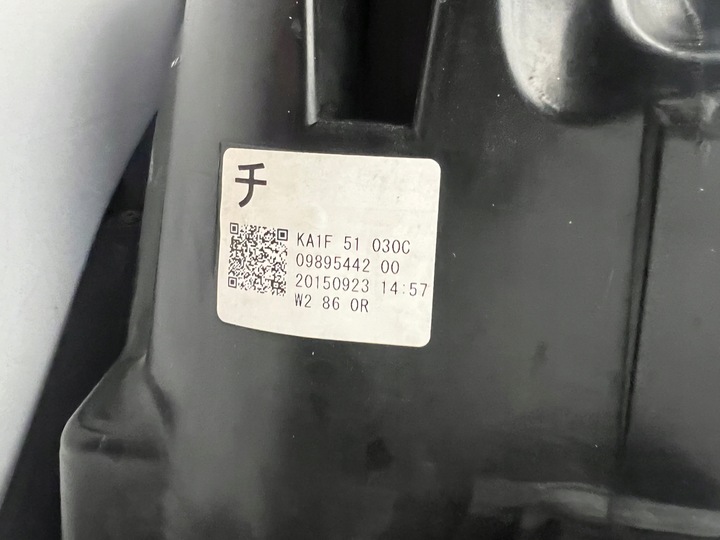 チ
KA1F 51 030C
09895442 00
20150923 14:57
W2 86 0R